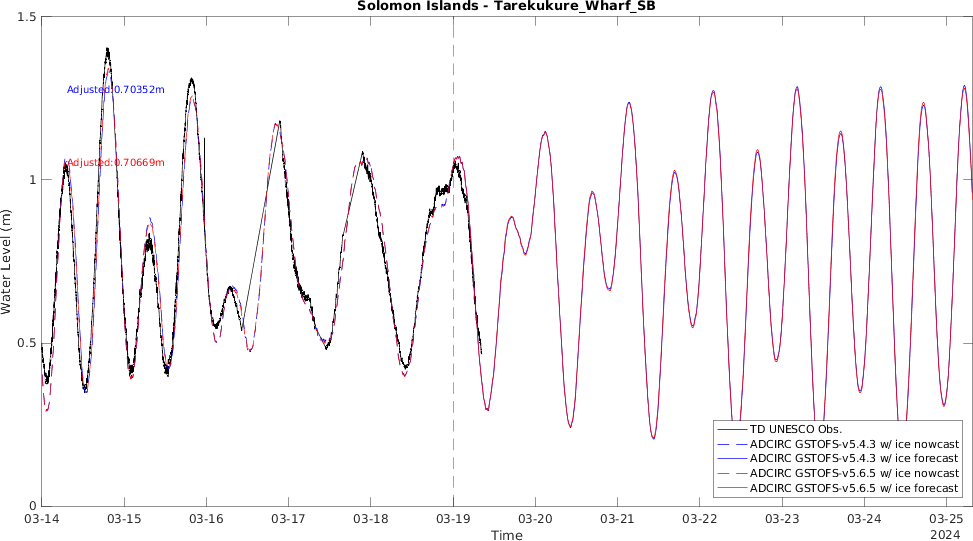 Solomon Islands - Tarekukure_Wharf_SB
1.5
Adjusted:0.70352m
Adjusted:0.70669m
1
Water Level (m)
0.5
0
TD UNESCO Obs.
ADCIRC GSTOFS-v5.4.3 w/ ice nowcast
ADCIRC GSTOFS-v5.4.3 w/ ice forecast
ADCIRC GSTOFS-v5.6.5 w/ ice nowcast
ADCIRC GSTOFS-v5.6.5 w/ ice forecast
03-14 03-15 03-16 03-17 03-18 03-19 03-20 03-21 03-22 03-23 03-24 03-25
Time
2024